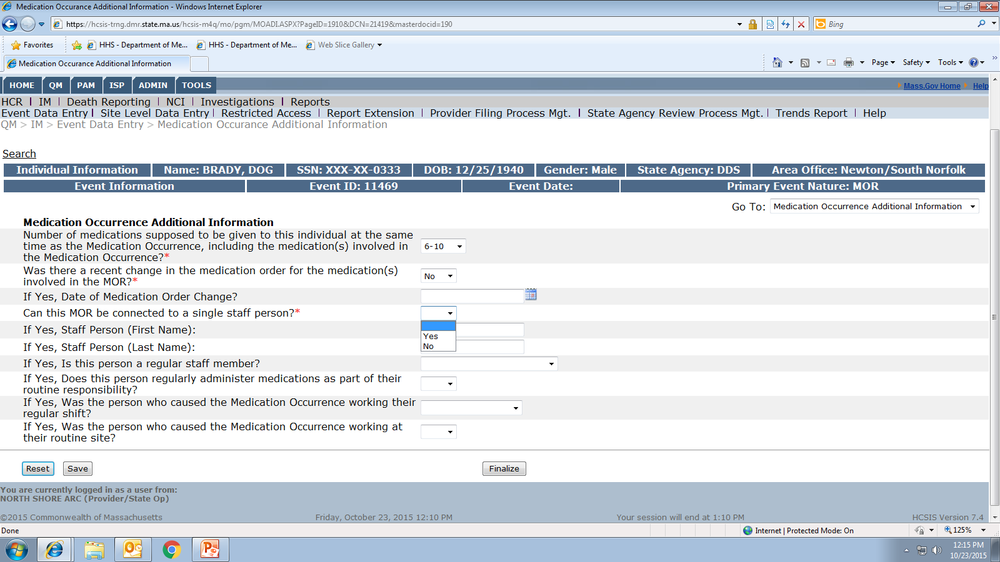 Medication Occurance Additional Information - Windows Internet Explorer
https://hcsis-trng.dmr.state.ma.us/hcsis-m4q/mo/pgm/MOADI.ASPX?PageID=1910&DCN=21419&masterdocid=190
Bing
Favorites
HHS - Department of Me...
HHS - Department of Me...
Web Slice Gallery
Medication Occurance Additional Information
Page
Safety
Tools
HOME QM PAM ISP ADMIN TOOLS
Mass.Gov Home
Help
HCR | IM | Death Reporting | NCI | Investigations | Reports
Event Data Entry | Site Level Data Entry | Restricted Access | Report Extension | Provider Filing Process Mgt. | State Agency Review Process Mgt. | Trends Report | Help
QM > IM > Event Data Entry > Medication Occurance Additional Information
Search
Individual Information Name: BRADY, DOG SSN: XXX-XX-0333 DOB: 12/25/1940 Gender: Male State Agency: DDS Area Office: Newton/South Norfolk
Event Information Event ID: 11469 Event Date: Primary Event Nature: MOR
Go To: Medication Occurrence Additional Information
Medication Occurrence Additional Information
Number of medications supposed to be given to this individual at the same
time as the Medication Occurrence, including the medication(s) involved in
the Medication Occurrence?*
6-10
Was there a recent change in the medication order for the medication(s)
involved in the MOR?*
No
If Yes, Date of Medication Order Change?
Can this MOR be connected to a single staff person?*
Yes
No
If Yes, Staff Person (First Name):
If Yes, Staff Person (Last Name):
If Yes, Is this person a regular staff member?
If Yes, Does this person regularly administer medications as part of their
routine responsibility?
If Yes, Was the person who caused the Medication Occurrence working their
regular shift?
If Yes, Was the person who caused the Medication Occurrence working at
their routine site?
Reset Save Finalize
You are currently logged in as a user from:
NORTH SHORE ARC (Provider/State Op)
©2015 Commonwealth of Massachusetts Friday, October 23, 2015 12:10 PM Your session will end at 1:10 PM HCSIS Version 7.4
Done
Internet | Protected Mode: On
125%
12:15 PM
10/23/2015